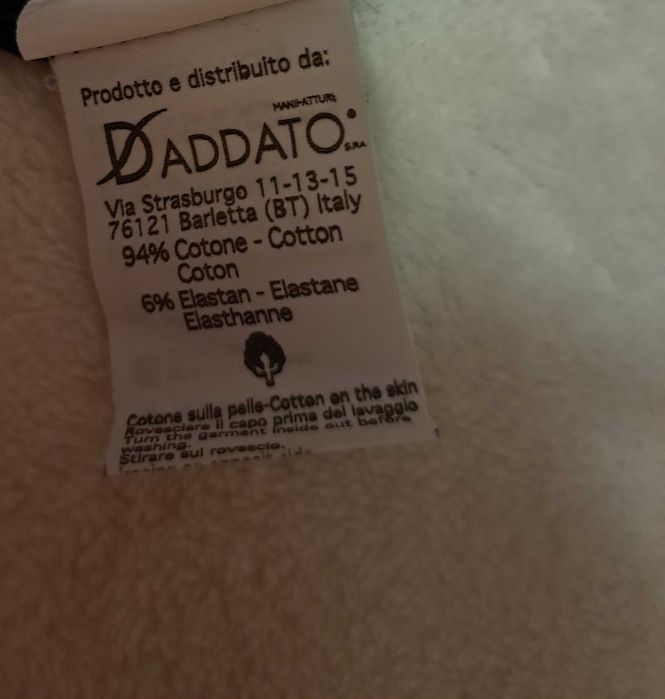 Prodotto e distribuito da:
MANIFATTURE
DADDATO®
S.P.A.
Via Strasburgo 11-13-15
76121 Barletta (BT) Italy
94% Cotone - Cotton
Coton
6% Elastan - Elastane
Elasthanne
Cotone sulla pelle-Cotton on the skin
Rovesciare il capo prima del lavaggio
Turn the garment inside out before
washing.
Stirare sul rovescio.